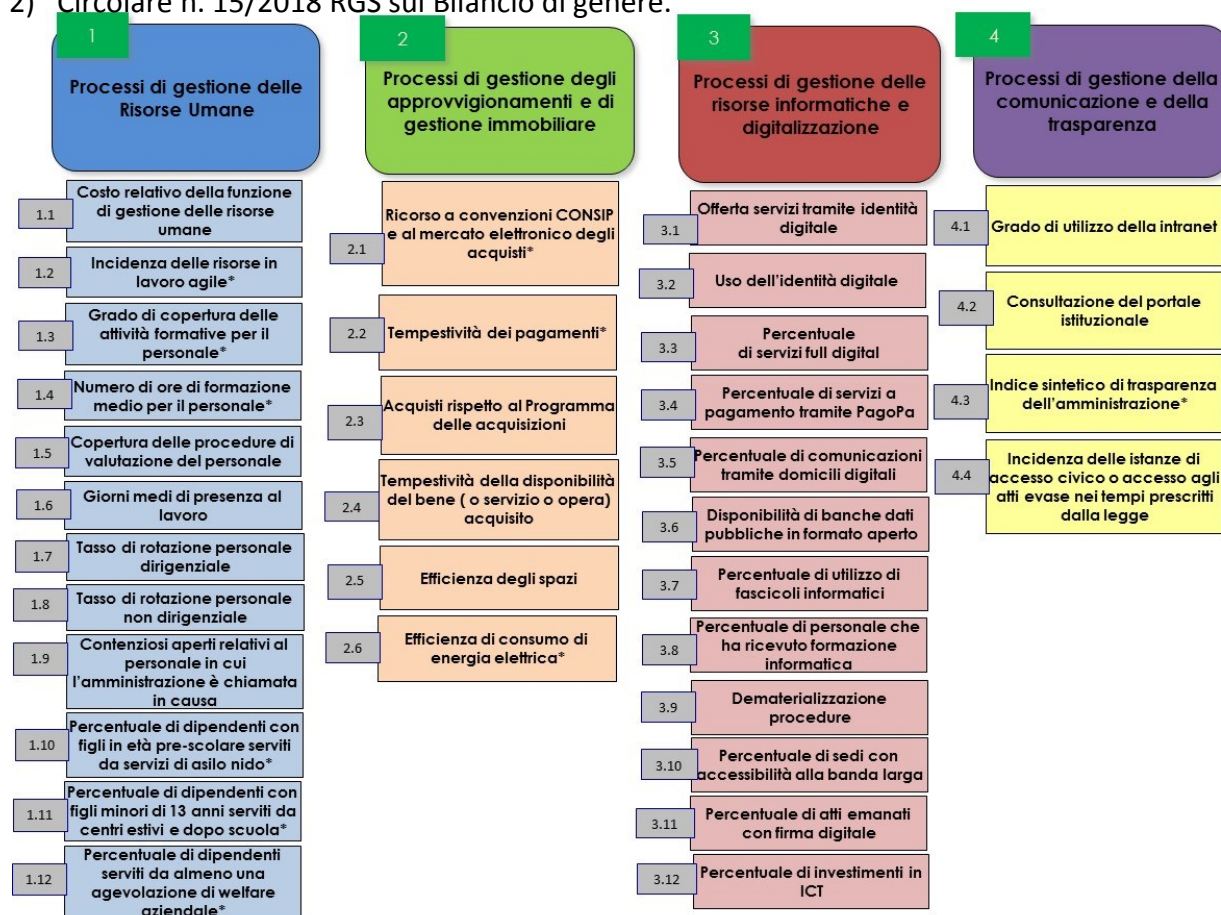 2) Circolare n. 15/2018 RGS sul Bilancio di genere.
1
Processi di gestione delle
Risorse Umane
1.1
Costo relativo della funzione
di gestione delle risorse
umane
1.2
Incidenza delle risorse in
lavoro agile*
1.3
Grado di copertura delle
attività formative per il
personale*
1.4
Numero di ore di formazione
medio per il personale*
1.5
Copertura delle procedure di
valutazione del personale
1.6
Giorni medi di presenza al
lavoro
1.7
Tasso di rotazione personale
dirigenziale
1.8
Tasso di rotazione personale
non dirigenziale
1.9
Contenziosi aperti relativi al
personale in cui
l'amministrazione è chiamata
in causa
1.10
Percentuale di dipendenti con
figli in età pre-scolare serviti
da servizi di asilo nido*
1.11
Percentuale di dipendenti con
figli minori di 13 anni serviti da
centri estivi e dopo scuola*
1.12
Percentuale di dipendenti
serviti da almeno una
agevolazione di welfare
aziendale*
2
Processi di gestione degli
approvvigionamenti e di
gestione immobiliare
2.1
Ricorso a convenzioni CONSIP
e al mercato elettronico degli
acquisti*
2.2
Tempestività dei pagamenti*
2.3
Acquisti rispetto al Programma
delle acquisizioni
2.4
Tempestività della disponibilità
del bene ( o servizio o opera)
acquisito
2.5
Efficienza degli spazi
2.6
Efficienza di consumo di
energia elettrica*
3
Processi di gestione delle
risorse informatiche e
digitalizzazione
3.1
Offerta servizi tramite identità
digitale
3.2
Uso dell'identità digitale
3.3
Percentuale
di servizi full digital
3.4
Percentuale di servizi a
pagamento tramite PagoPa
3.5
Percentuale di comunicazioni
tramite domicili digitali
3.6
Disponibilità di banche dati
pubbliche in formato aperto
3.7
Percentuale di utilizzo di
fascicoli informatici
3.8
Percentuale di personale che
ha ricevuto formazione
informatica
3.9
Dematerializzazione
procedure
3.10
Percentuale di sedi con
accessibilità alla banda larga
3.11
Percentuale di atti emanati
con firma digitale
3.12
Percentuale di investimenti in
ICT
4
Processi di gestione della
comunicazione e della
trasparenza
4.1
Grado di utilizzo della intranet
4.2
Consultazione del portale
istituzionale
4.3
Indice sintetico di trasparenza
dell'amministrazione*
4.4
Incidenza delle istanze di
accesso civico o accesso agli
atti evase nei tempi prescritti
dalla legge